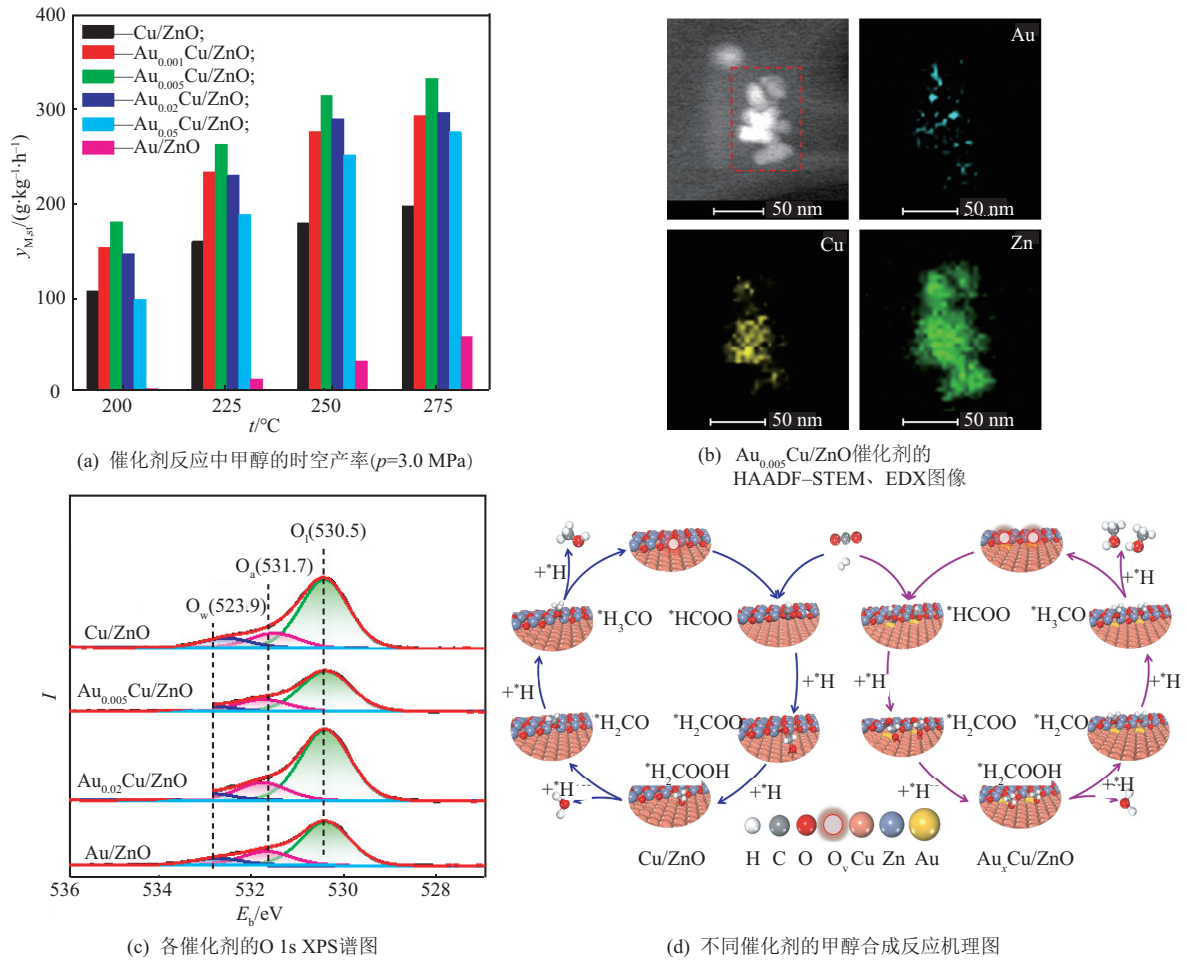 400
300
200
100
0
y_M,st/(g·kg⁻¹·h⁻¹)
—Cu/ZnO;
—Au₀.₀₀₁Cu/ZnO;
—Au₀.₀₀₅Cu/ZnO;
—Au₀.₀₂Cu/ZnO;
—Au₀.₀₅Cu/ZnO;
—Au/ZnO
200 225 250 275
t/°C
(a) 催化剂反应中甲醇的时空产率(p=3.0 MPa)
Au
50 nm
50 nm
Cu
Zn
50 nm
50 nm
(b) Au₀.₀₀₅Cu/ZnO催化剂的
HAADF–STEM、EDX图像
O_l(530.5)
O_a(531.7)
O_w(523.9)
Cu/ZnO
Au₀.₀₀₅Cu/ZnO
Au₀.₀₂Cu/ZnO
Au/ZnO
I
536 534 532 530 528
E_b/eV
(c) 各催化剂的O 1s XPS谱图
+*H
*H₃CO
*HCOO
+*H
+*H
*H₂CO
*H₂COO
*H₂COOH
+*H
+*H
Cu/ZnO
+*H
*HCOO
*H₃CO
+*H
+*H
*H₂COO
*H₂CO
*H₂COOH
+*H
+*H
H C O O_v Cu Zn Au
Au_xCu/ZnO
(d) 不同催化剂的甲醇合成反应机理图